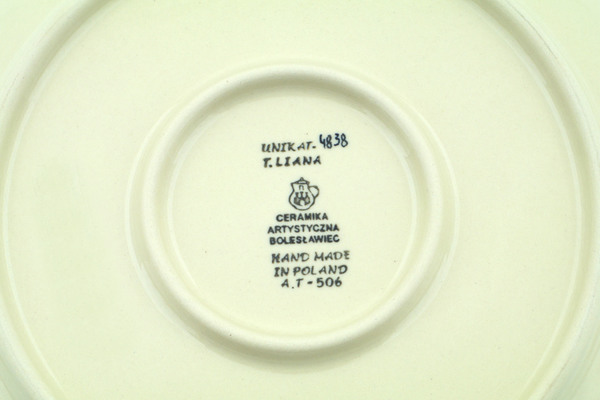 UNIKAT-4838
T. LIANA
CERAMIKA
ARTYSTYCZNA
BOLESŁAWIEC
HAND MADE
IN POLAND
A.T-506